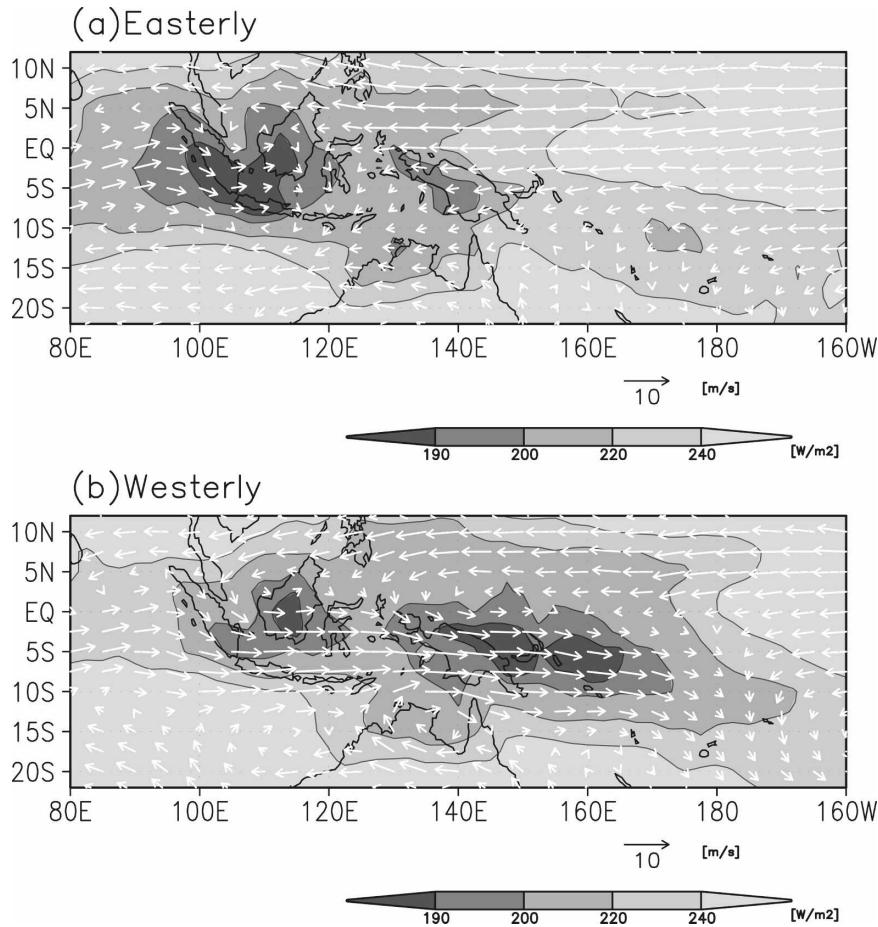 (a)Easterly
10N
5N
EQ
5S
10S
15S
20S
80E 100E 120E 140E 160E 180 160W
10 [m/s]
190 200 220 240 [W/m2]
(b)Westerly
10N
5N
EQ
5S
10S
15S
20S
80E 100E 120E 140E 160E 180 160W
10 [m/s]
190 200 220 240 [W/m2]